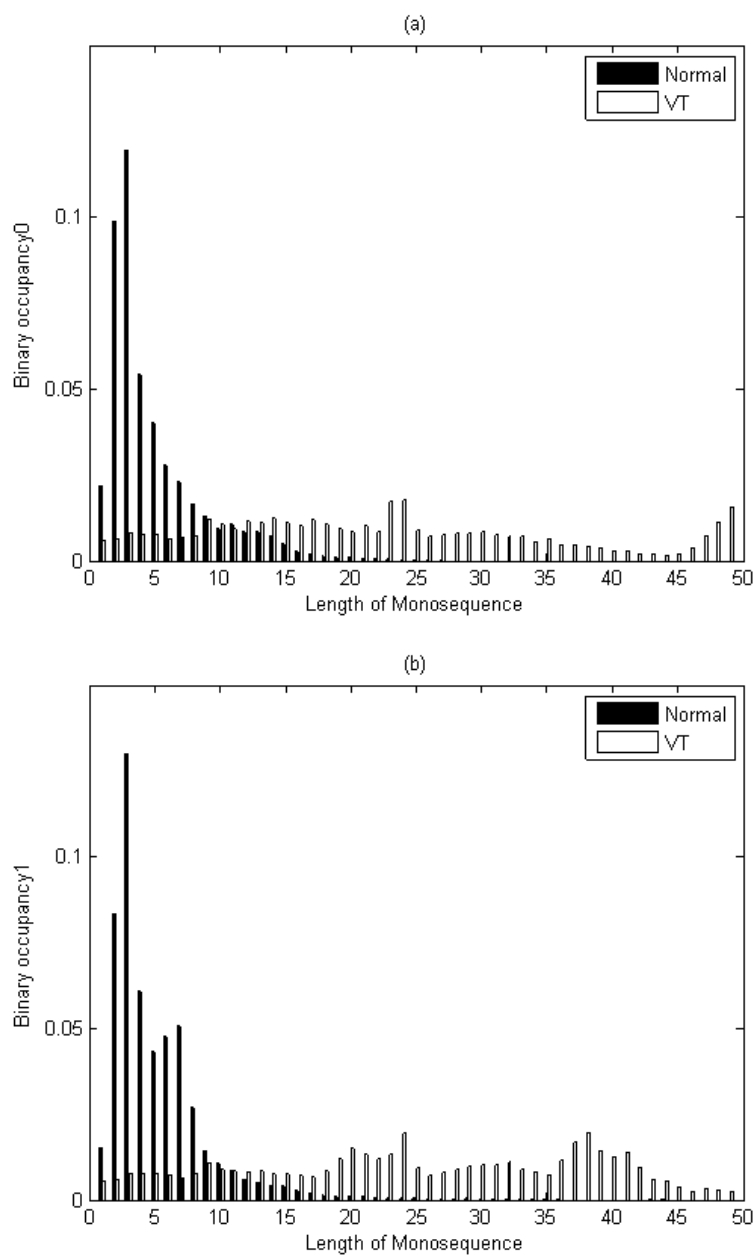 (a)
Normal
VT
0.1
0.05
0
Binary occupancy0
0 5 10 15 20 25 30 35 40 45 50
Length of Monosequence
(b)
Normal
VT
0.1
0.05
0
Binary occupancy1
0 5 10 15 20 25 30 35 40 45 50
Length of Monosequence